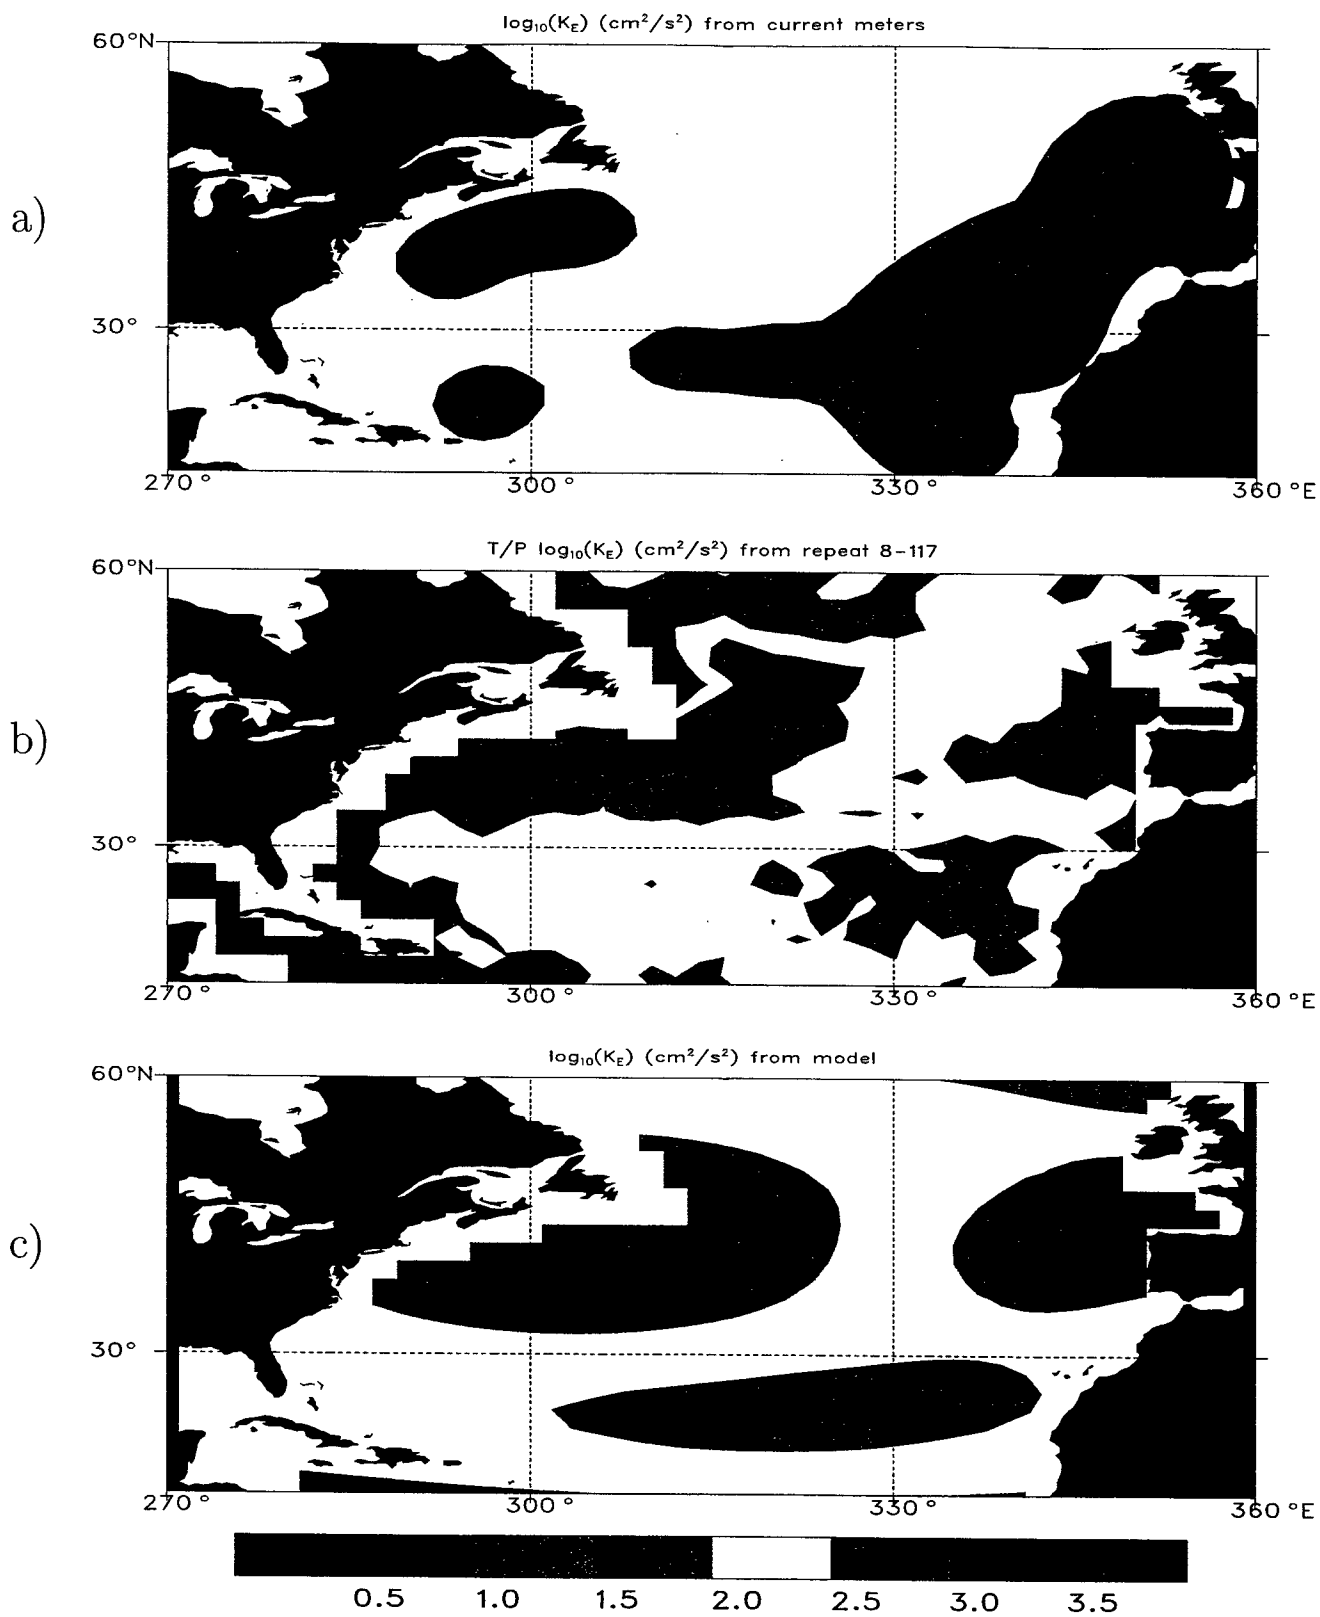 log₁₀(K_E) (cm²/s²) from current meters
60°N
a)
30°
270° 300° 330° 360°E
T/P log₁₀(K_E) (cm²/s²) from repeat 8-117
60°N
b)
30°
270° 300° 330° 360°E
log₁₀(K_E) (cm²/s²) from model
60°N
c)
30°
270° 300° 330° 360°E
0.5 1.0 1.5 2.0 2.5 3.0 3.5